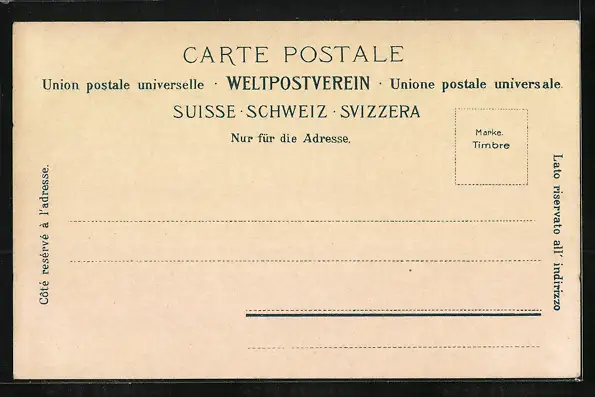 CARTE POSTALE
Union postale universelle · WELTPOSTVEREIN · Unione postale universale.
SUISSE · SCHWEIZ · SVIZZERA
Nur für die Adresse.
Marke.
Timbre
Côté resérvé à l'adresse.
Lato riservato all' indirizzo